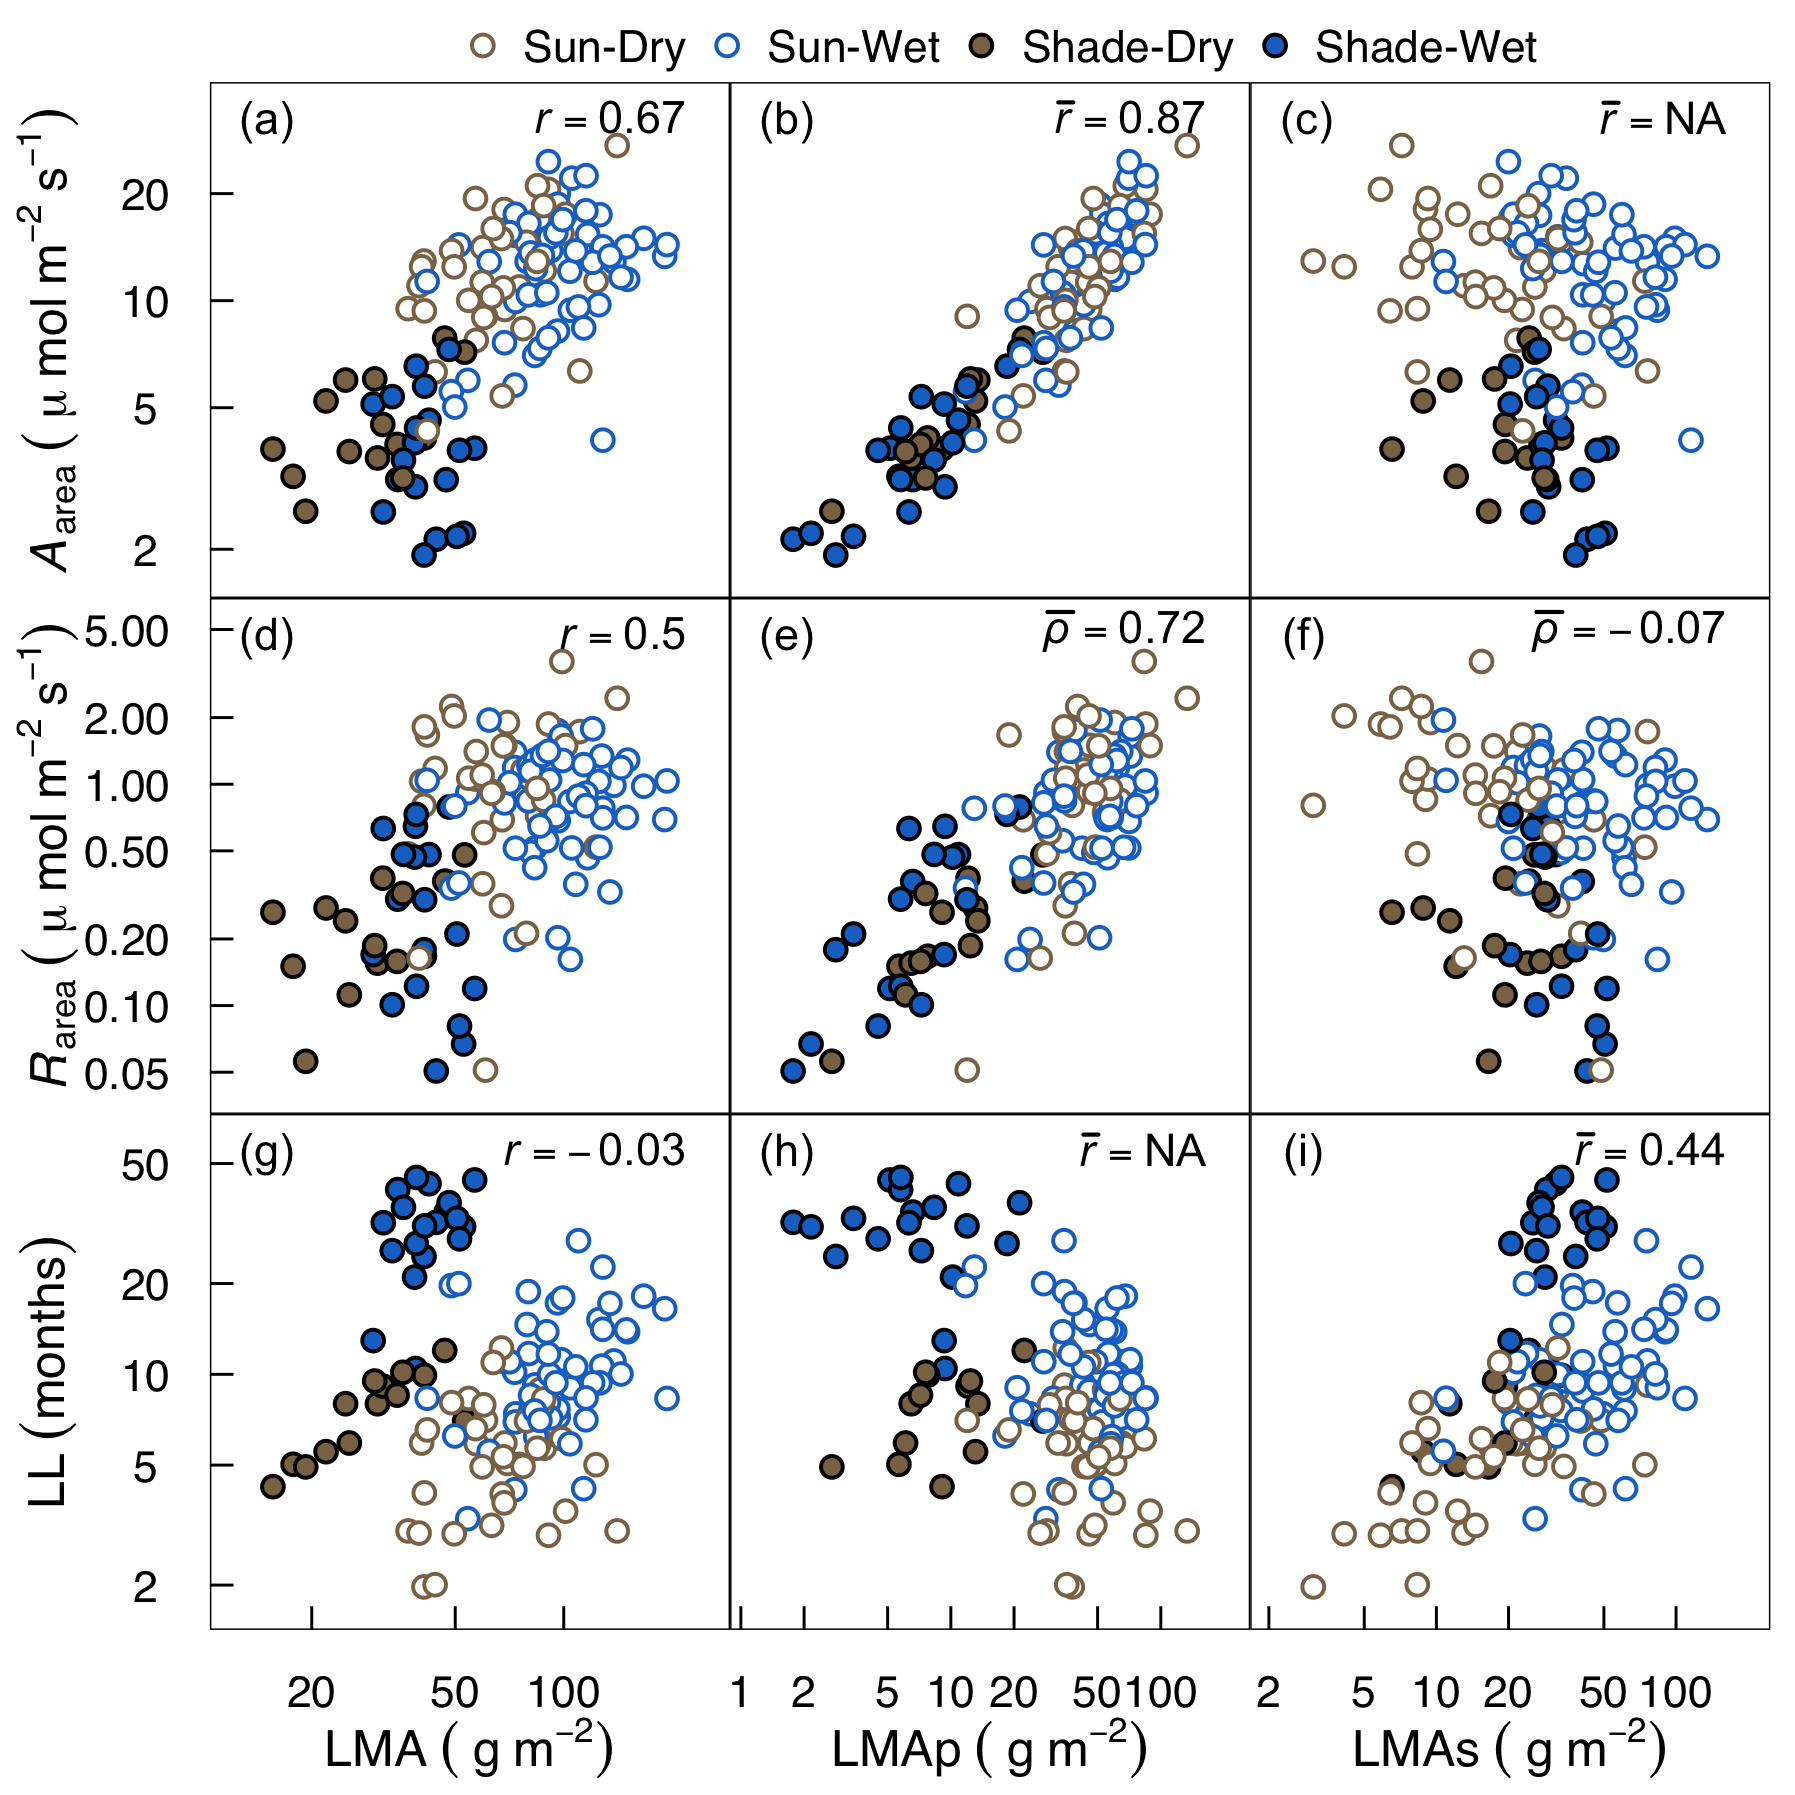 Sun-Dry Sun-Wet Shade-Dry Shade-Wet
(a) r = 0.67
(b) r̄ = 0.87
(c) r̄ = NA
A area ( μ mol m⁻² s⁻¹)
20
10
5
2
(d) r = 0.5
(e) ρ̄ = 0.72
(f) ρ̄ = −0.07
R area ( μ mol m⁻² s⁻¹)
5.00
2.00
1.00
0.50
0.20
0.10
0.05
(g) r = −0.03
(h) r̄ = NA
(i) r̄ = 0.44
LL (months)
50
20
10
5
2
20 50 100
1 2 5 10 20 50 100
2 5 10 20 50 100
LMA ( g m⁻²)
LMAp ( g m⁻²)
LMAs ( g m⁻²)